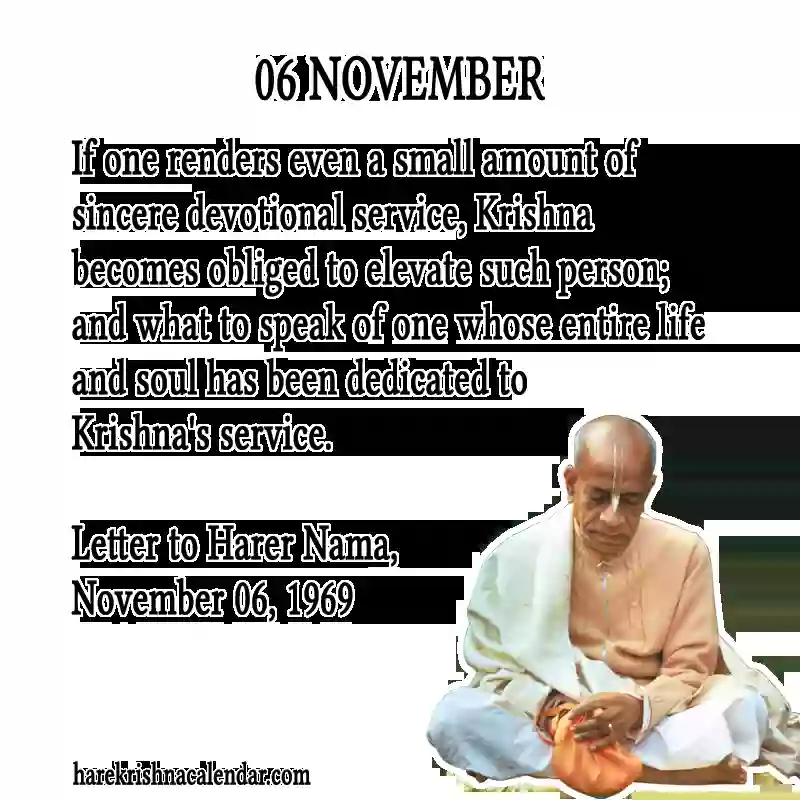 06 NOVEMBER
If one renders even a small amount of
sincere devotional service, Krishna
becomes obliged to elevate such person;
and what to speak of one whose entire life
and soul has been dedicated to
Krishna's service.
Letter to Harer Nama,
November 06, 1969
harekrishnacalendar.com